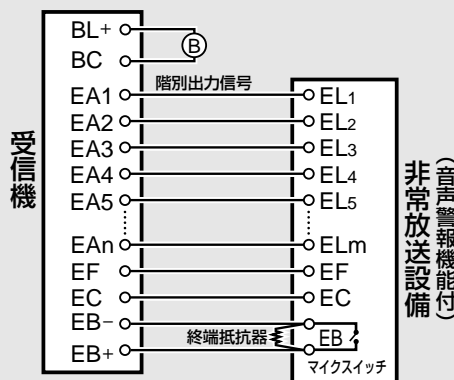 受信機
BL+
BC
B
階別出力信号
EA1
EL1
EA2
EL2
EA3
EL3
EA4
EL4
EA5
EL5
EAn
ELm
EF
EF
EC
EC
EB−
EB
終端抵抗器
EB+
マイクスイッチ
非常放送設備
(音声警報機能付)